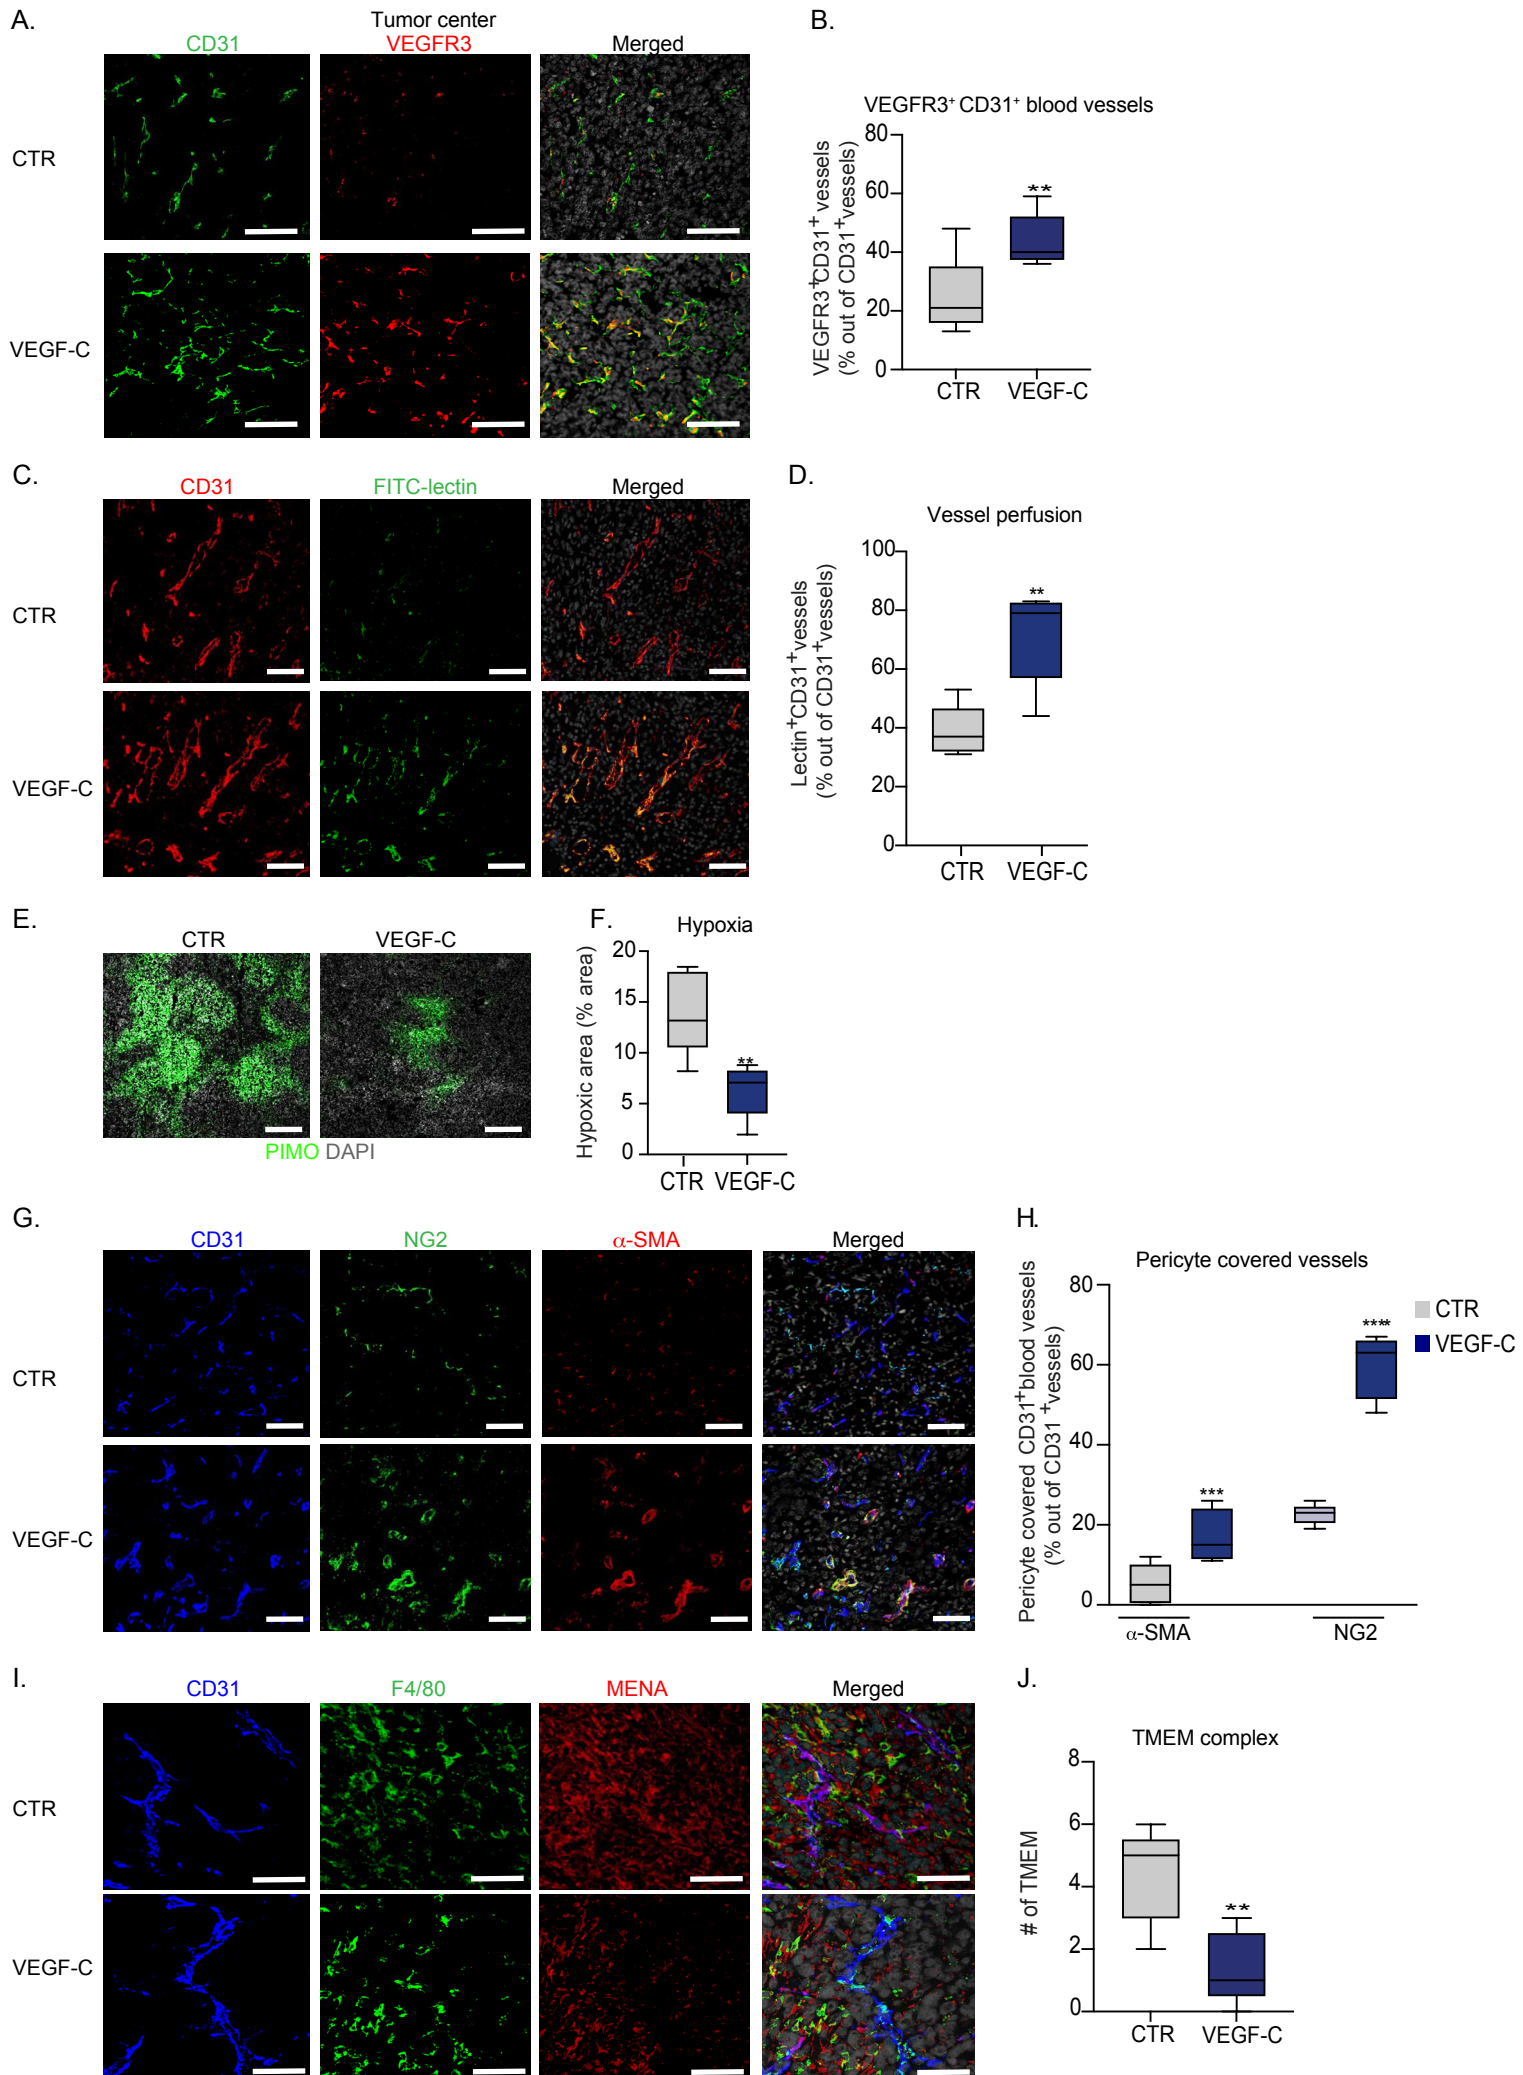 A.
Tumor center
CD31 VEGFR3 Merged
CTR
VEGF-C
B.
VEGFR3⁺ CD31⁺ blood vessels
VEGFR3⁺CD31⁺ vessels
(% out of CD31⁺vessels)
80
60
40
20
0
**
CTR VEGF-C
C.
CD31 FITC-lectin Merged
CTR
VEGF-C
D.
Vessel perfusion
Lectin⁺CD31⁺vessels
(% out of CD31⁺vessels)
100
80
60
40
20
0
**
CTR VEGF-C
E.
CTR VEGF-C
PIMO DAPI
F.
Hypoxia
Hypoxic area (% area)
20
15
10
5
0
**
CTR VEGF-C
G.
CD31 NG2 α-SMA Merged
CTR
VEGF-C
H.
Pericyte covered vessels
Pericyte covered CD31⁺blood vessels
(% out of CD31⁺vessels)
80
60
40
20
0
***
****
α-SMA NG2
CTR
VEGF-C
I.
CD31 F4/80 MENA Merged
CTR
VEGF-C
J.
TMEM complex
# of TMEM
8
6
4
2
0
**
CTR VEGF-C